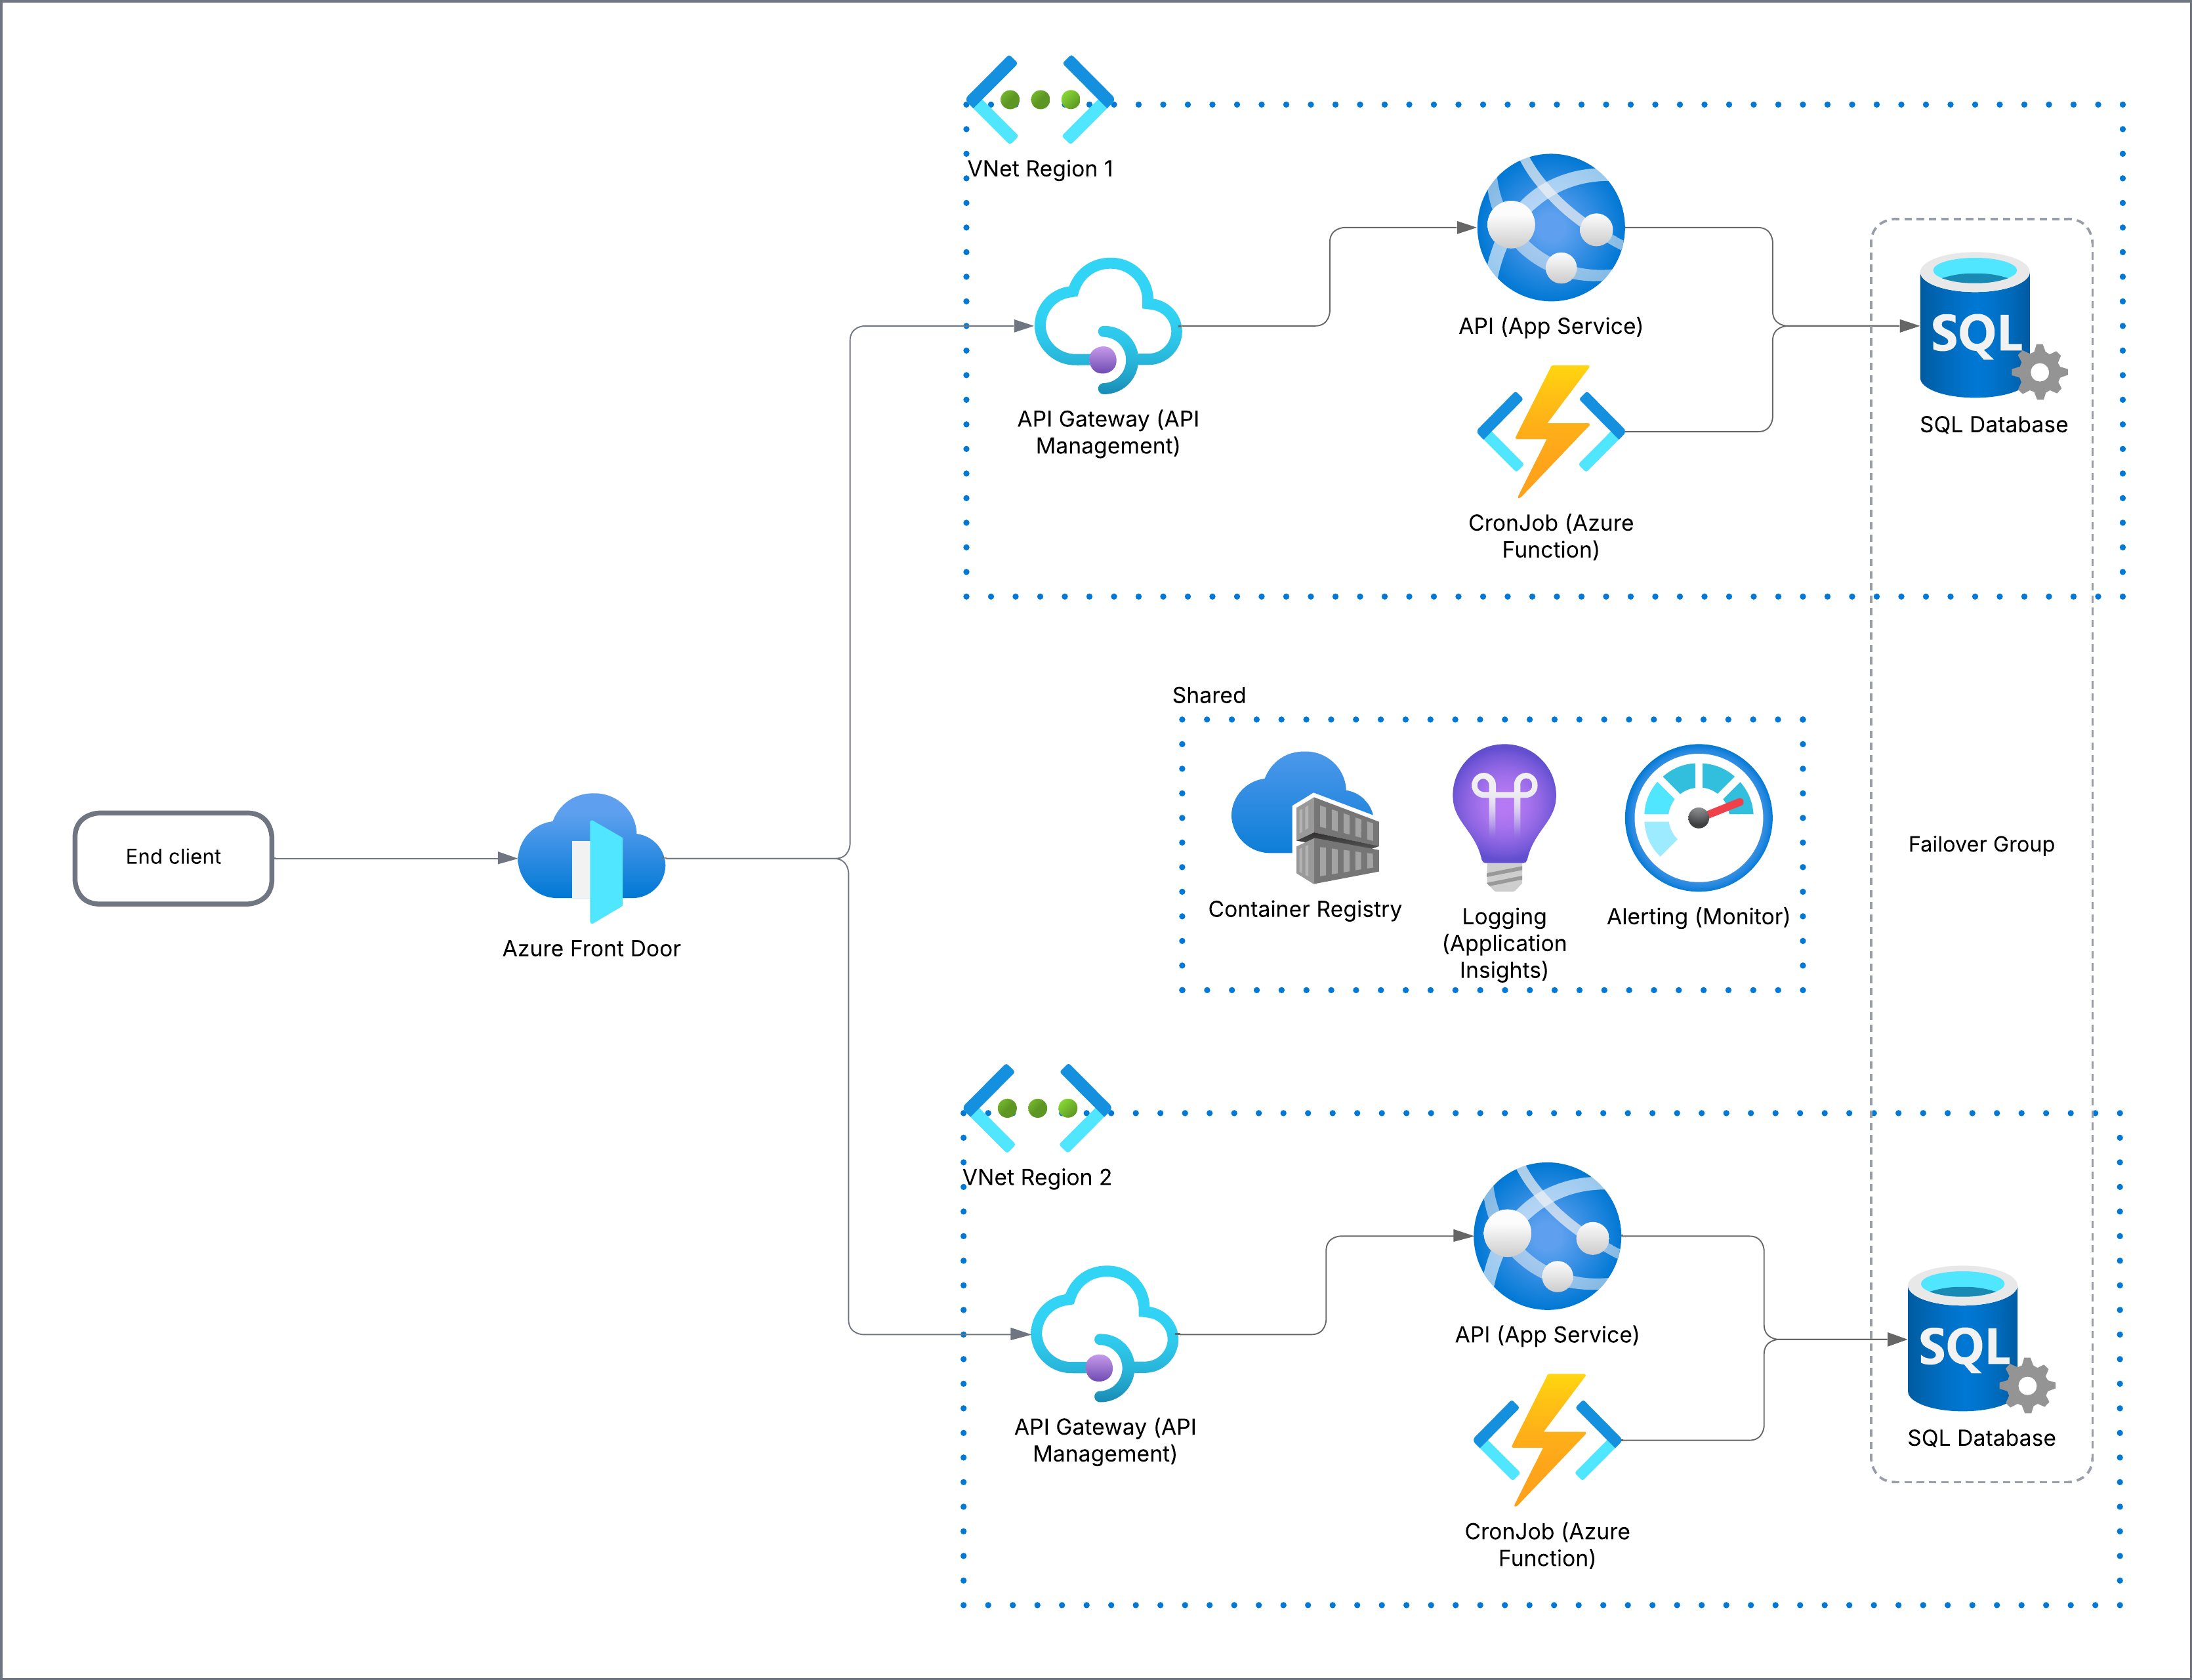 VNet Region 1
API (App Service)
SQL
API Gateway (API
Management)
SQL Database
CronJob (Azure
Function)
Shared
End client
Failover Group
Container Registry
Logging
(Application
Insights)
Alerting (Monitor)
Azure Front Door
VNet Region 2
API (App Service)
SQL
API Gateway (API
Management)
SQL Database
CronJob (Azure
Function)